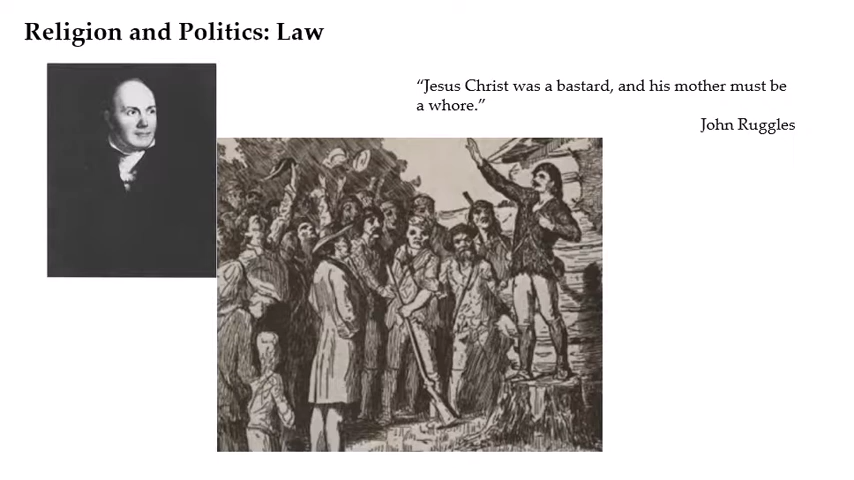 Religion and Politics: Law
“Jesus Christ was a bastard, and his mother must be
a whore.”
John Ruggles